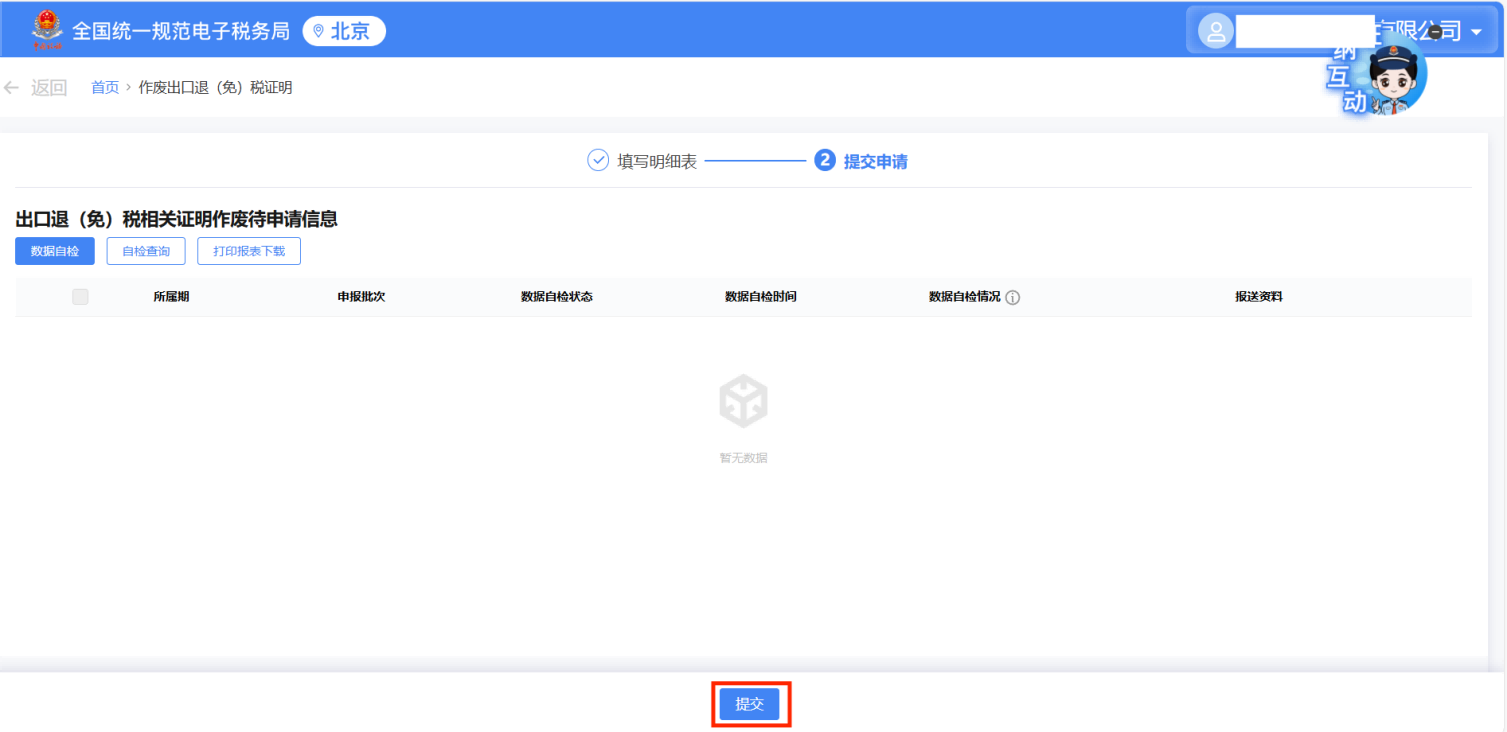 全国统一规范电子税务局 北京 有限公司
纳
互
动
返回 首页 > 作废出口退（免）税证明
填写明细表 2 提交申请
出口退（免）税相关证明作废待申请信息
数据自检 自检查询 打印报表下载
所属期 申报批次 数据自检状态 数据自检时间 数据自检情况 报送资料
暂无数据
提交